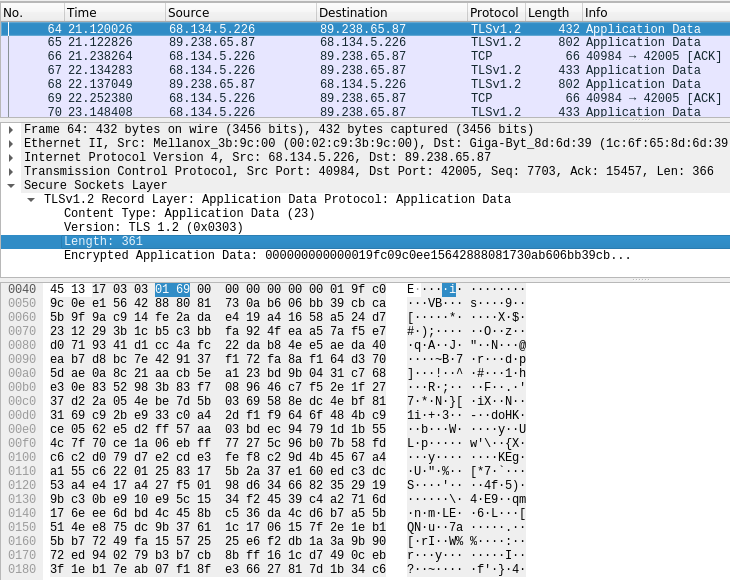 No. Time Source Destination Protocol Length Info
64 21.120026 68.134.5.226 89.238.65.87 TLSv1.2 432 Application Data
65 21.122826 89.238.65.87 68.134.5.226 TLSv1.2 802 Application Data
66 21.238264 68.134.5.226 89.238.65.87 TCP 66 40984 → 42005 [ACK]
67 22.134283 68.134.5.226 89.238.65.87 TLSv1.2 433 Application Data
68 22.137049 89.238.65.87 68.134.5.226 TLSv1.2 802 Application Data
69 22.252380 68.134.5.226 89.238.65.87 TCP 66 40984 → 42005 [ACK]
70 23.148408 68.134.5.226 89.238.65.87 TLSv1.2 433 Application Data
Frame 64: 432 bytes on wire (3456 bits), 432 bytes captured (3456 bits)
Ethernet II, Src: Mellanox_3b:9c:00 (00:02:c9:3b:9c:00), Dst: Giga-Byt_8d:6d:39 (1c:6f:65:8d:6d:39
Internet Protocol Version 4, Src: 68.134.5.226, Dst: 89.238.65.87
Transmission Control Protocol, Src Port: 40984, Dst Port: 42005, Seq: 7703, Ack: 15457, Len: 366
Secure Sockets Layer
TLSv1.2 Record Layer: Application Data Protocol: Application Data
Content Type: Application Data (23)
Version: TLS 1.2 (0x0303)
Length: 361
Encrypted Application Data: 000000000000019fc09c0ee15642888081730ab606bb39cb...
0040 45 13 17 03 03 01 69 00 00 00 00 00 00 01 9f c0 E·····i· ········
0050 9c 0e e1 56 42 88 80 81 73 0a b6 06 bb 39 cb ca ···VB··· s····9··
0060 5b 9f 9a c9 14 fe 2a da e4 19 a4 16 58 a5 24 d7 [·····*· ····X·$·
0070 23 12 29 3b 1c b5 c3 bb fa 92 4f ea a5 7a f5 e7 #·);···· ··O··z··
0080 d0 71 93 41 d1 cc 4a fc 22 da b8 4e e5 ae da 40 ·q·A··J· "··N···@
0090 ea b7 d8 bc 7e 42 91 37 f1 72 fa 8a f1 64 d3 70 ····~B·7 ·r···d·p
00a0 5d ae 0a 8c 21 aa cb 5e a1 23 bd 9b 04 31 c7 68 ]···!··^ ·#···1·h
00b0 e3 0e 83 52 98 3b 83 f7 08 96 46 c7 f5 2e 1f 27 ···R·;·· ··F··.·'
00c0 37 d2 2a 05 4e be 7d 5b 03 69 58 8e dc 4e bf 81 7·*·N·}[ ·iX··N··
00d0 31 69 c9 2b e9 33 c0 a4 2d f1 f9 64 6f 48 4b c9 1i·+·3·· -··doHK·
00e0 ce 05 62 e5 d2 ff 57 aa 03 bd ec 94 79 1d 1b 55 ··b···W· ····y··U
00f0 4c 7f 70 ce 1a 06 eb ff 77 27 5c 96 b0 7b 58 fd L·p····· w'\··{X·
0100 c6 c2 d0 79 d7 e2 cd e3 fe f8 c2 9d 4b 45 67 a4 ···y···· ····KEg·
0110 a1 55 c6 22 01 25 83 17 5b 2a 37 e1 60 ed c3 dc ·U·"·%·· [*7·`···
0120 53 a4 e4 17 a4 27 f5 01 98 d6 34 66 82 35 29 19 S····'·· ··4f·5)·
0130 9b c3 0b e9 10 e9 5c 15 34 f2 45 39 c4 a2 71 6d ······\· 4·E9··qm
0140 17 6e ee 6d bd 4c 45 8b c5 36 da 4c d6 b7 a5 5b ·n·m·LE· ·6·L···[
0150 51 4e e8 75 dc 9b 37 61 1c 17 06 15 7f 2e 1e b1 QN·u··7a ·····.··
0160 5b b7 72 49 fa 15 57 25 25 e6 f2 db 1a 3a 9b 90 [·rI··W% %····:··
0170 72 ed 94 02 79 b3 b7 cb 8b ff 16 1c d7 49 0c eb r···y··· ·····I··
0180 3f 1e b1 7e ab 07 f1 8f e3 66 27 81 7d 1b 34 c6 ?··~···· ·f'·}·4·